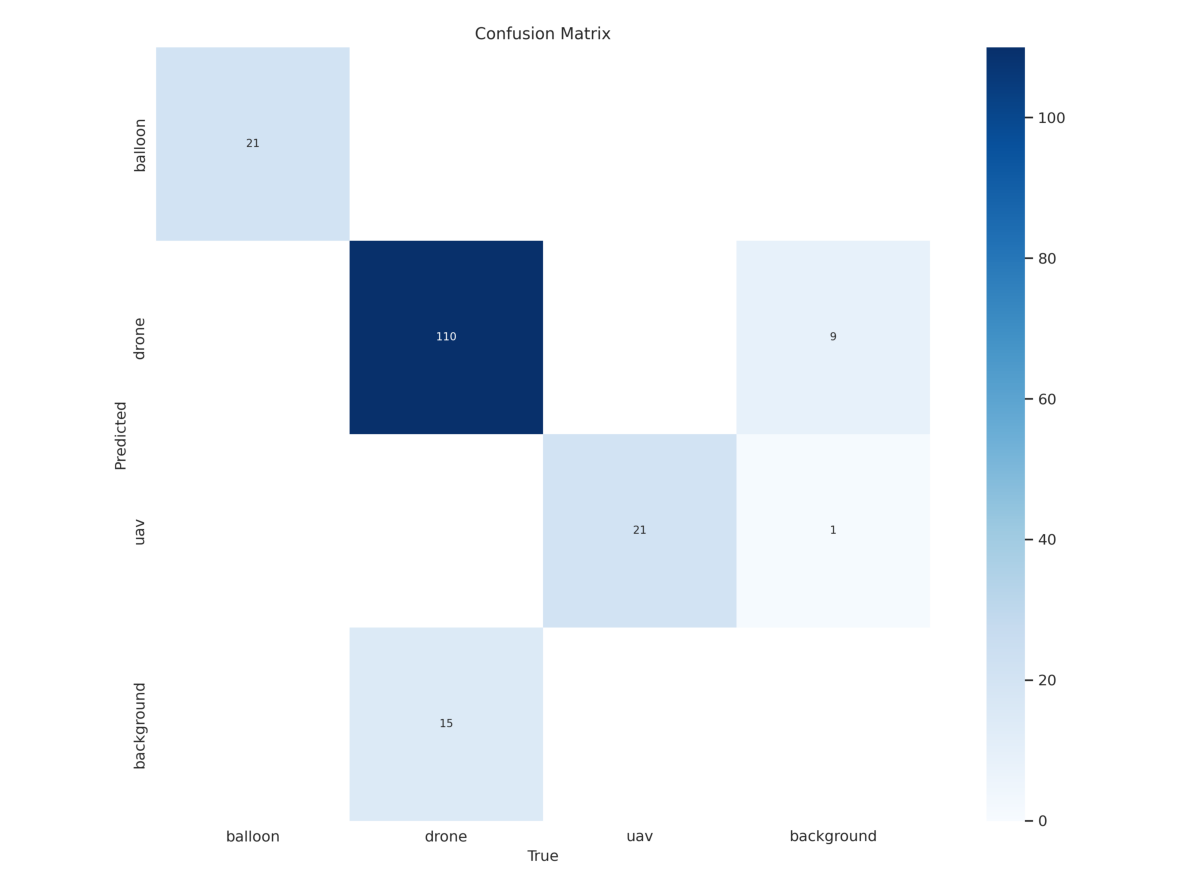 Confusion Matrix
balloon
drone
uav
background
Predicted
21
110
9
21
1
15
balloon
drone
uav
background
True
100
80
60
40
20
0